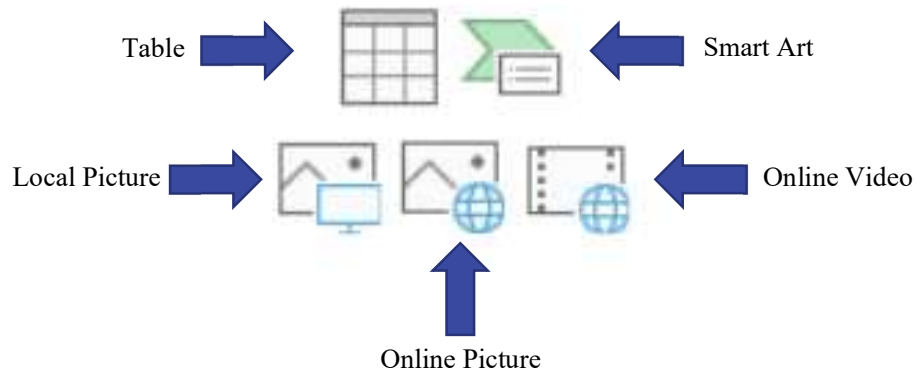 Table
Smart Art
Local Picture
Online Video
Online Picture